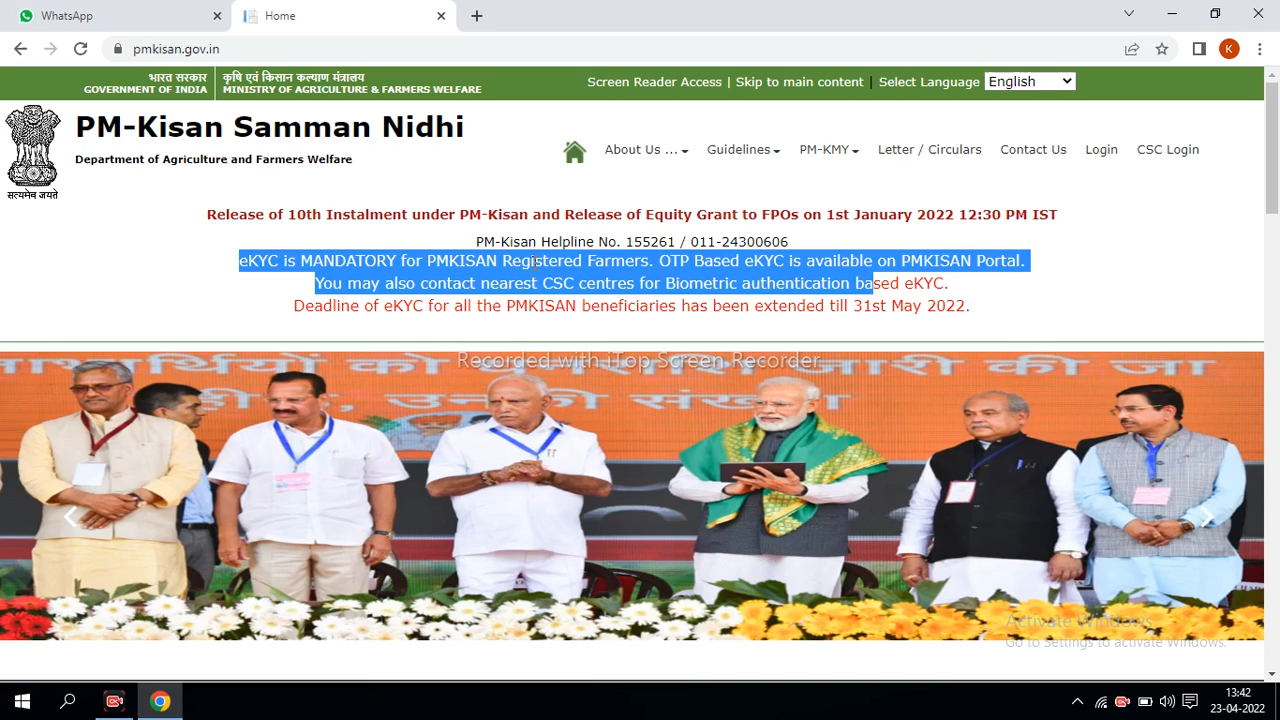 WhatsApp
Home
pmkisan.gov.in
K
भारत सरकार
GOVERNMENT OF INDIA
कृषि एवं किसान कल्याण मंत्रालय
MINISTRY OF AGRICULTURE & FARMERS WELFARE
Screen Reader Access | Skip to main content | Select Language English
सत्यमेव जयते
PM-Kisan Samman Nidhi
Department of Agriculture and Farmers Welfare
About Us ... Guidelines PM-KMY Letter / Circulars Contact Us Login CSC Login
Release of 10th Instalment under PM-Kisan and Release of Equity Grant to FPOs on 1st January 2022 12:30 PM IST
PM-Kisan Helpline No. 155261 / 011-24300606
eKYC is MANDATORY for PMKISAN Registered Farmers. OTP Based eKYC is available on PMKISAN Portal.
You may also contact nearest CSC centres for Biometric authentication based eKYC.
Deadline of eKYC for all the PMKISAN beneficiaries has been extended till 31st May 2022.
Recorded with iTop Screen Recorder
को जारी की जा
उनकी संख्या
Activate Windows
Go to Settings to activate Windows.
13:42
23-04-2022